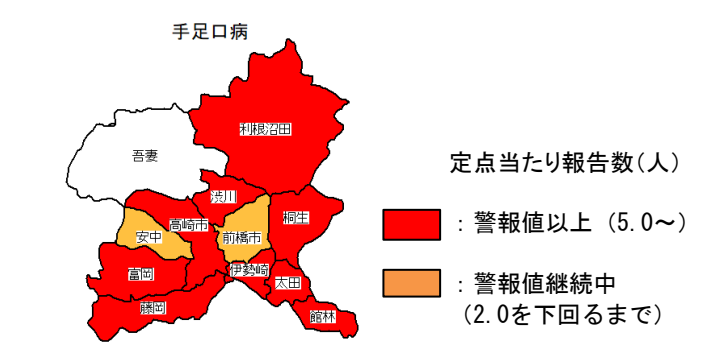 手足口病
利根沼田
吾妻
渋川
桐生
高崎市
安中
前橋市
伊勢崎
富岡
太田
藤岡
館林
定点当たり報告数(人)
：警報値以上（5.0～）
：警報値継続中
（2.0を下回るまで）